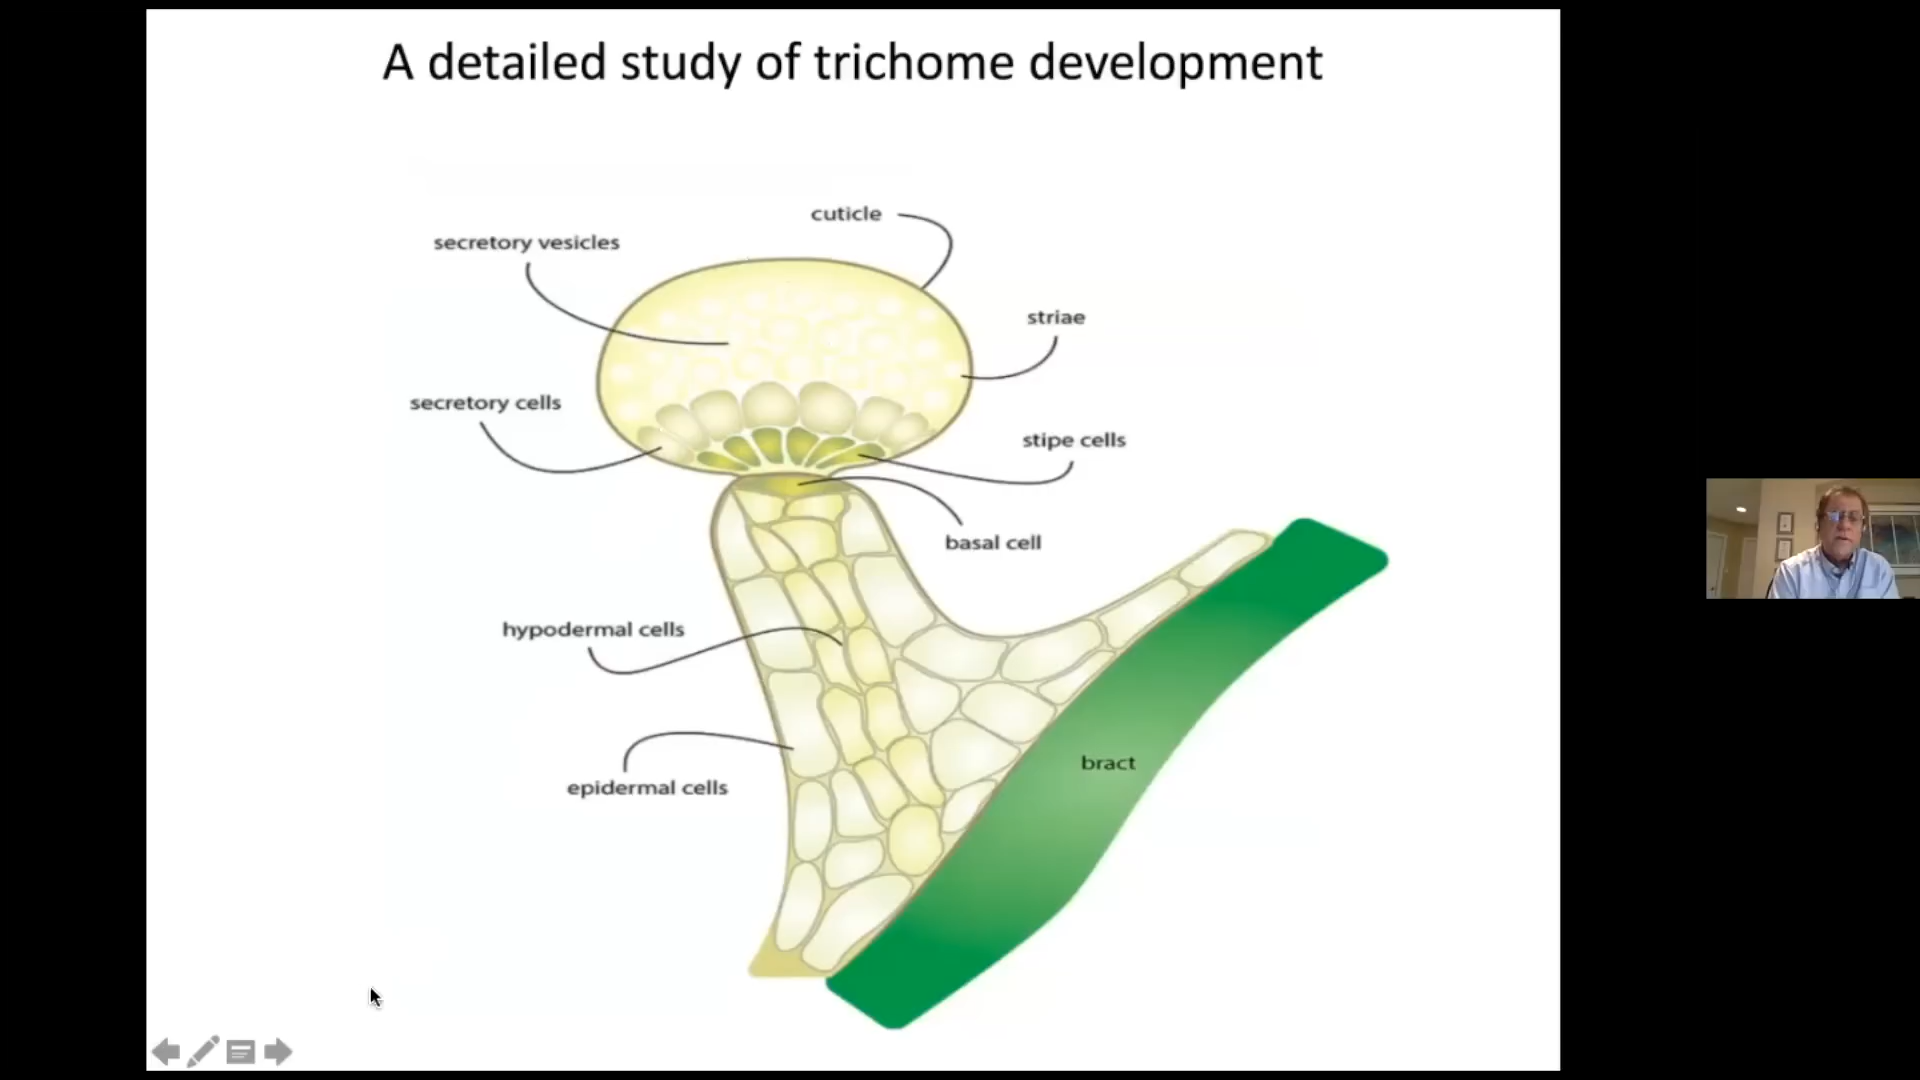 A detailed study of trichome development
cuticle
secretory vesicles
striae
secretory cells
stipe cells
basal cell
hypodermal cells
bract
epidermal cells